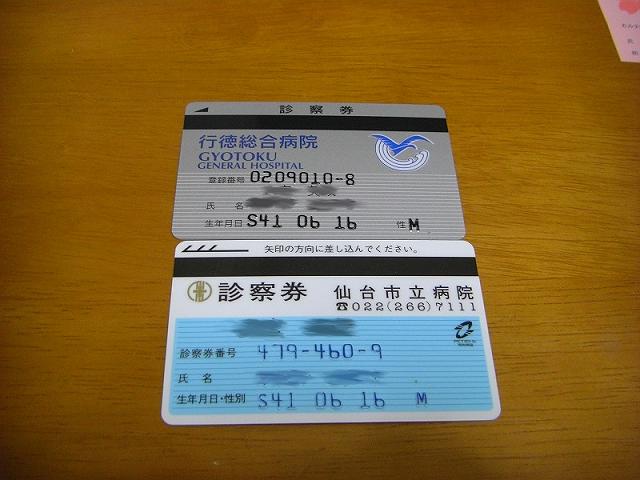 診察券
行徳総合病院
GYOTOKU
GENERAL HOSPITAL
登録番号 0209010-8
氏 名
生年月日 S41 06 16 性 M
矢印の方向に差し込んでください。
診察券 仙台市立病院
☎022(266)7111
診察券番号 479-460-9
氏 名
生年月日・性別 S41 06 16 M